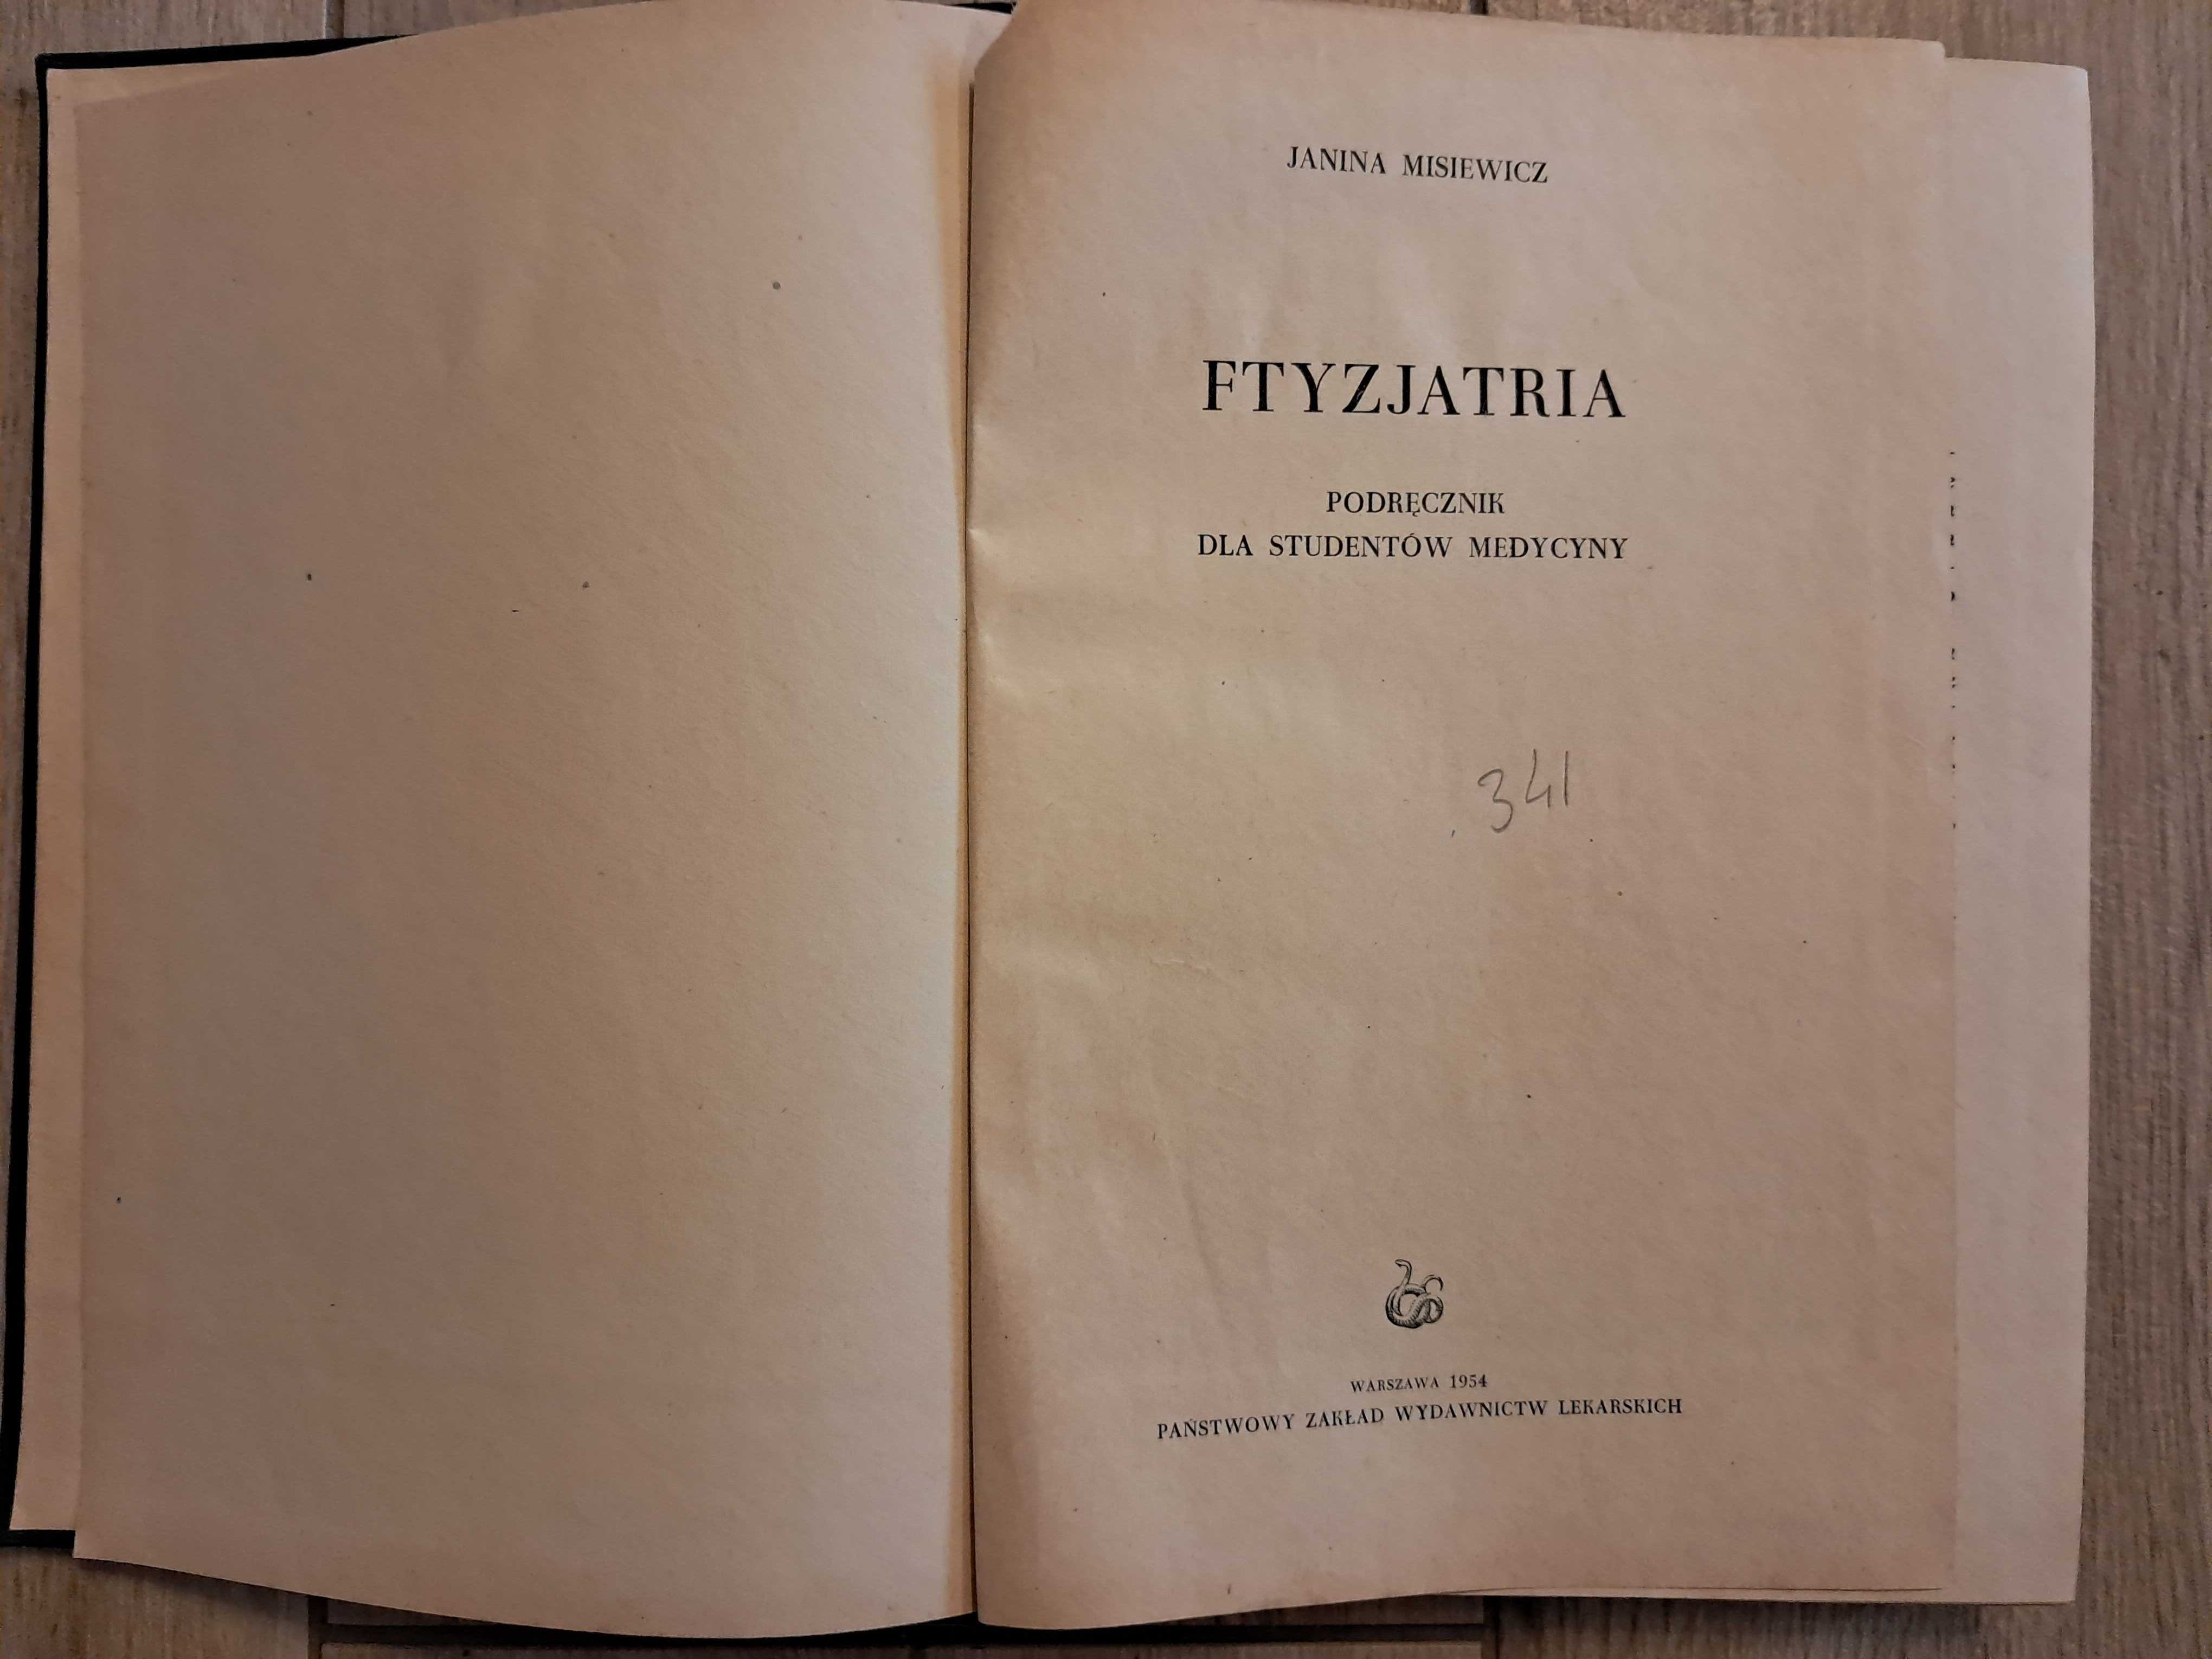 JANINA MISIEWICZ
FTYZJATRIA
PODRĘCZNIK
DLA STUDENTÓW MEDYCYNY
341
WARSZAWA 1954
PAŃSTWOWY ZAKŁAD WYDAWNICTW LEKARSKICH